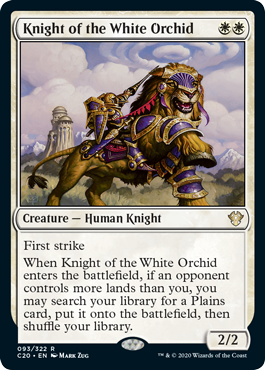 Knight of the White Orchid
Creature — Human Knight
First strike
When Knight of the White Orchid
enters the battlefield, if an opponent
controls more lands than you, you
may search your library for a Plains
card, put it onto the battlefield, then
shuffle your library.
2/2
093/322 R
C20 • EN Mark Zug
™ & © 2020 Wizards of the Coast